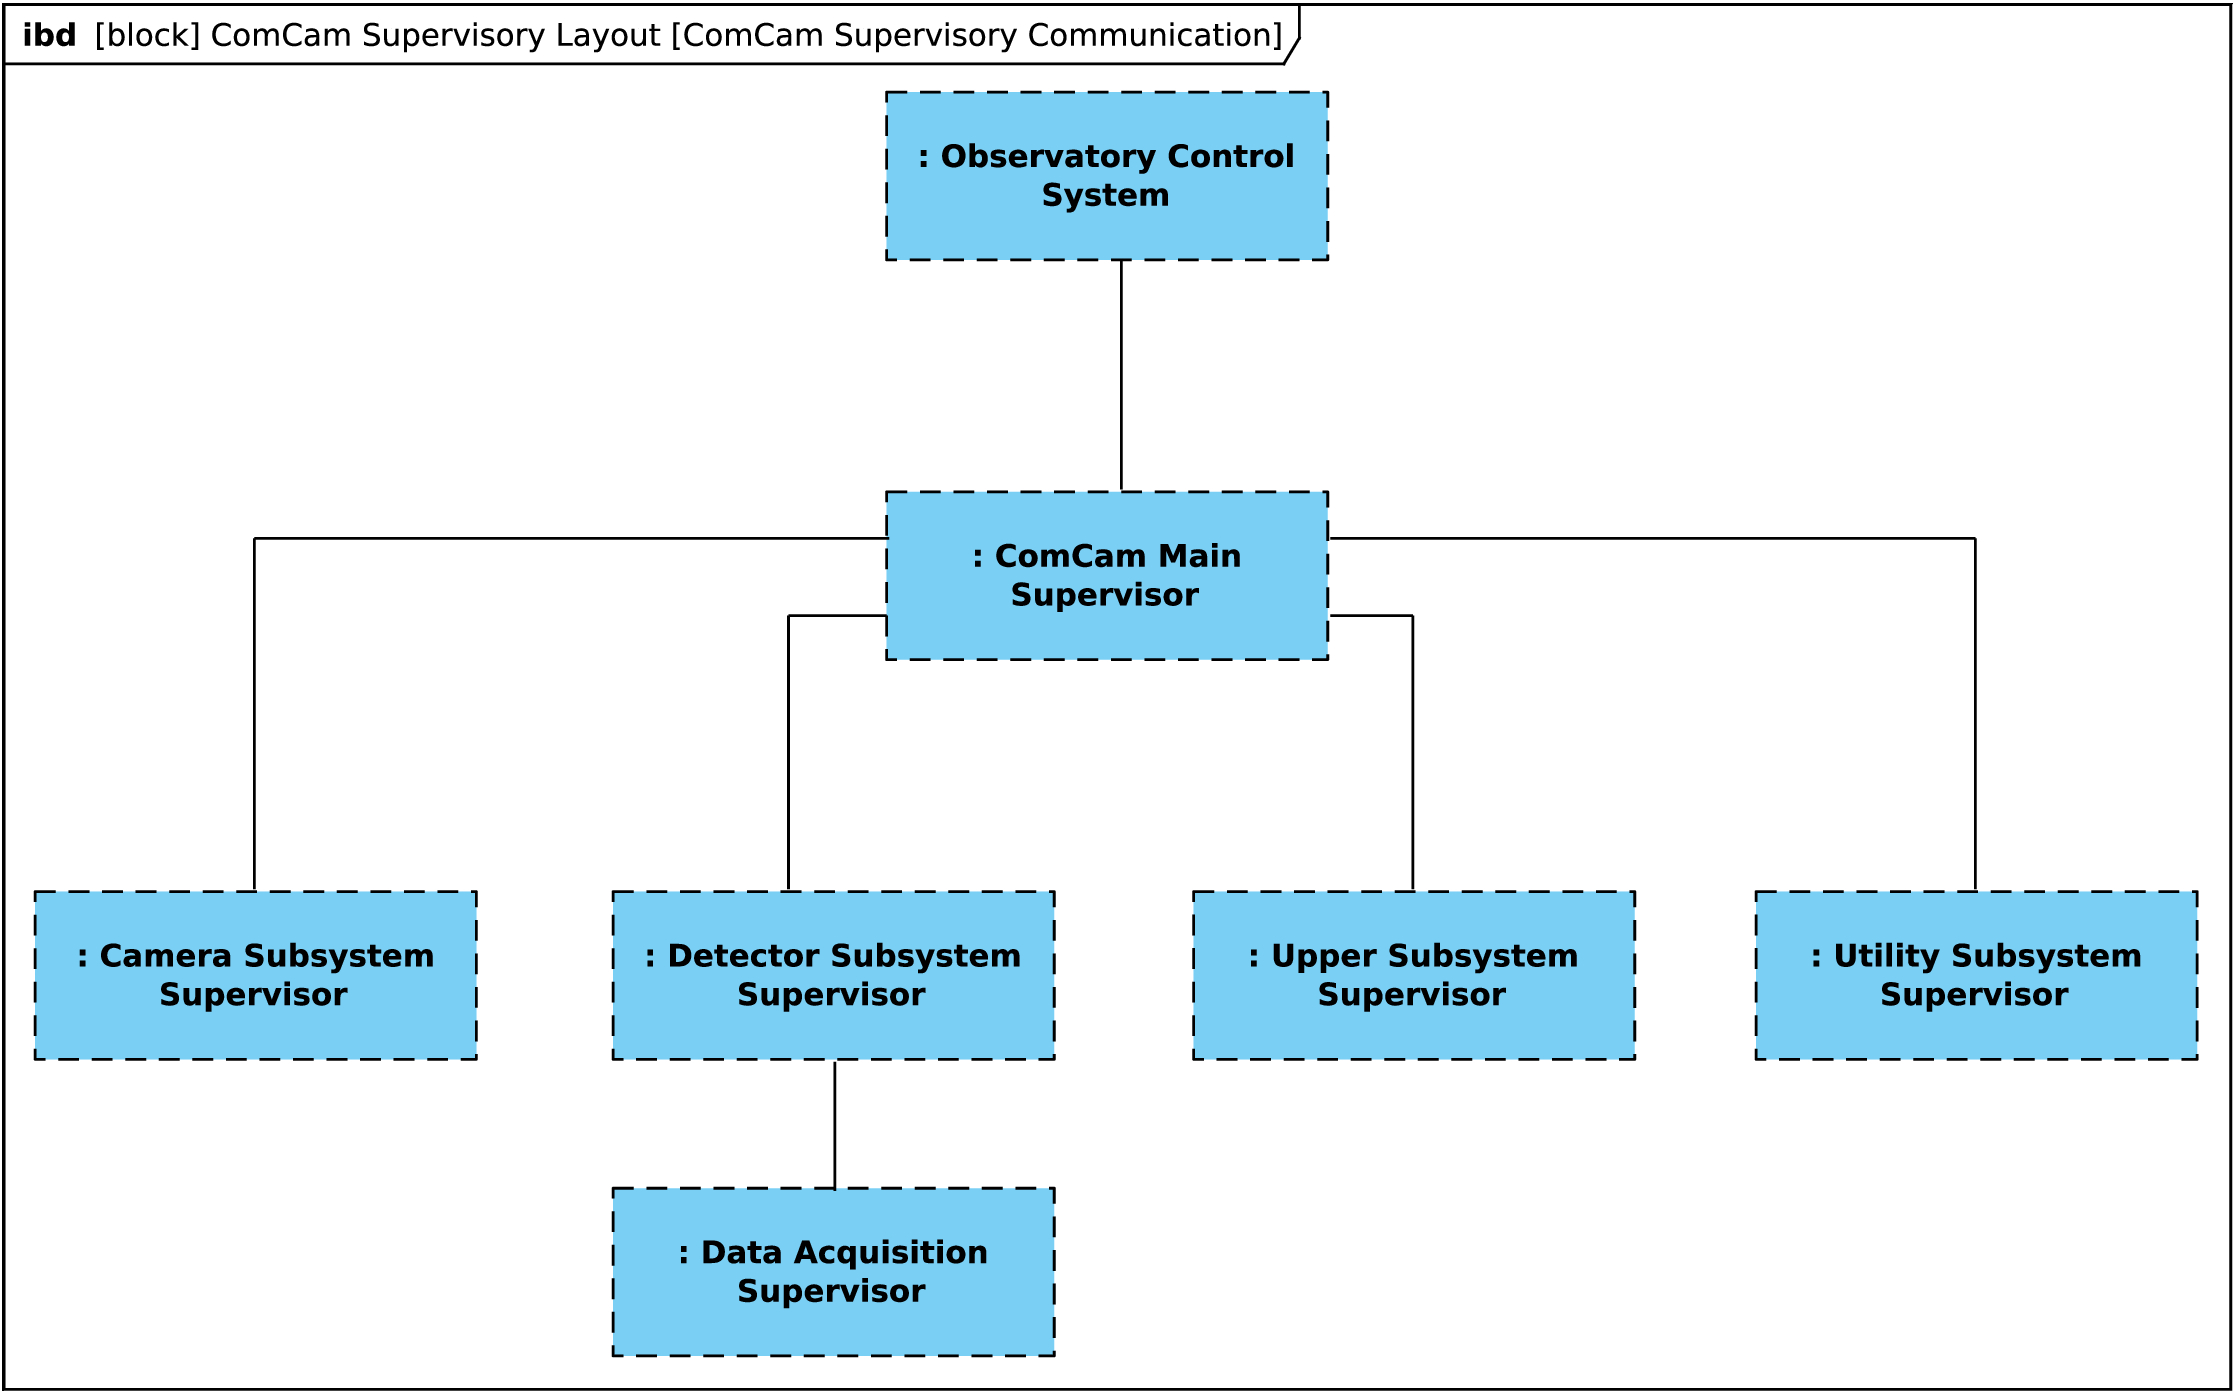 ibd [block] ComCam Supervisory Layout [ComCam Supervisory Communication]
: Observatory Control
System
: ComCam Main
Supervisor
: Camera Subsystem
Supervisor
: Detector Subsystem
Supervisor
: Upper Subsystem
Supervisor
: Utility Subsystem
Supervisor
: Data Acquisition
Supervisor